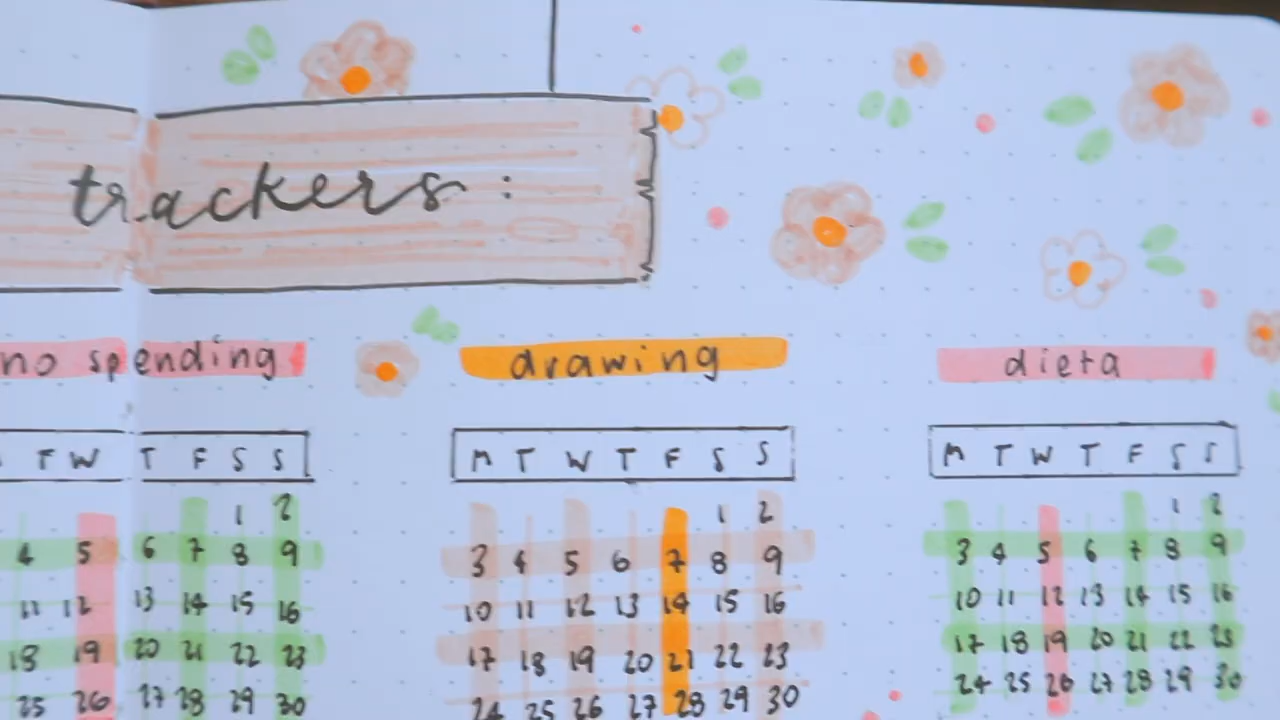 trackers:
no spending
T W T F S S
1 2
4 5 6 7 8 9
11 12 13 14 15 16
18 19 20 21 22 23
25 26 27 28 29 30
drawing
M T W T F S S
1 2
3 4 5 6 7 8 9
10 11 12 13 14 15 16
17 18 19 20 21 22 23
24 25 26 27 28 29 30
dieta
M T W T F S S
1 2
3 4 5 6 7 8 9
10 11 12 13 14 15 16
17 18 19 20 21 22 23
24 25 26 27 28 29 30